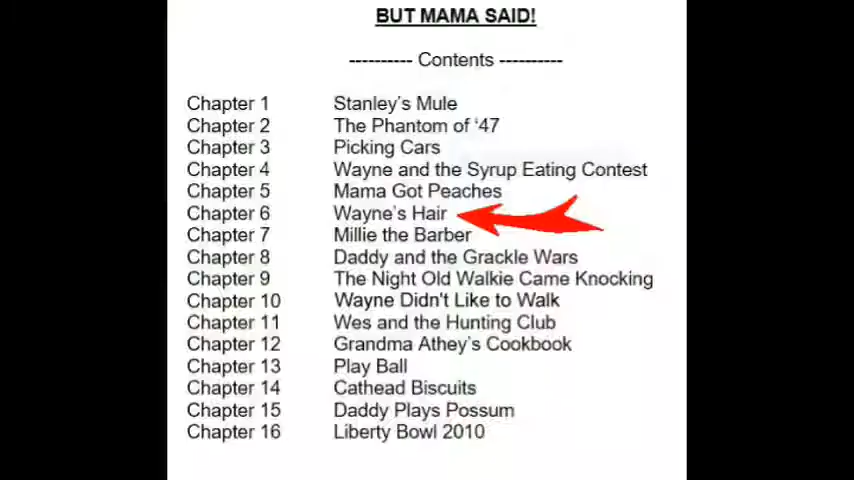 BUT MAMA SAID!
---------- Contents ----------
Chapter 1 Stanley's Mule
Chapter 2 The Phantom of ‘47
Chapter 3 Picking Cars
Chapter 4 Wayne and the Syrup Eating Contest
Chapter 5 Mama Got Peaches
Chapter 6 Wayne's Hair
Chapter 7 Millie the Barber
Chapter 8 Daddy and the Grackle Wars
Chapter 9 The Night Old Walkie Came Knocking
Chapter 10 Wayne Didn't Like to Walk
Chapter 11 Wes and the Hunting Club
Chapter 12 Grandma Athey's Cookbook
Chapter 13 Play Ball
Chapter 14 Cathead Biscuits
Chapter 15 Daddy Plays Possum
Chapter 16 Liberty Bowl 2010